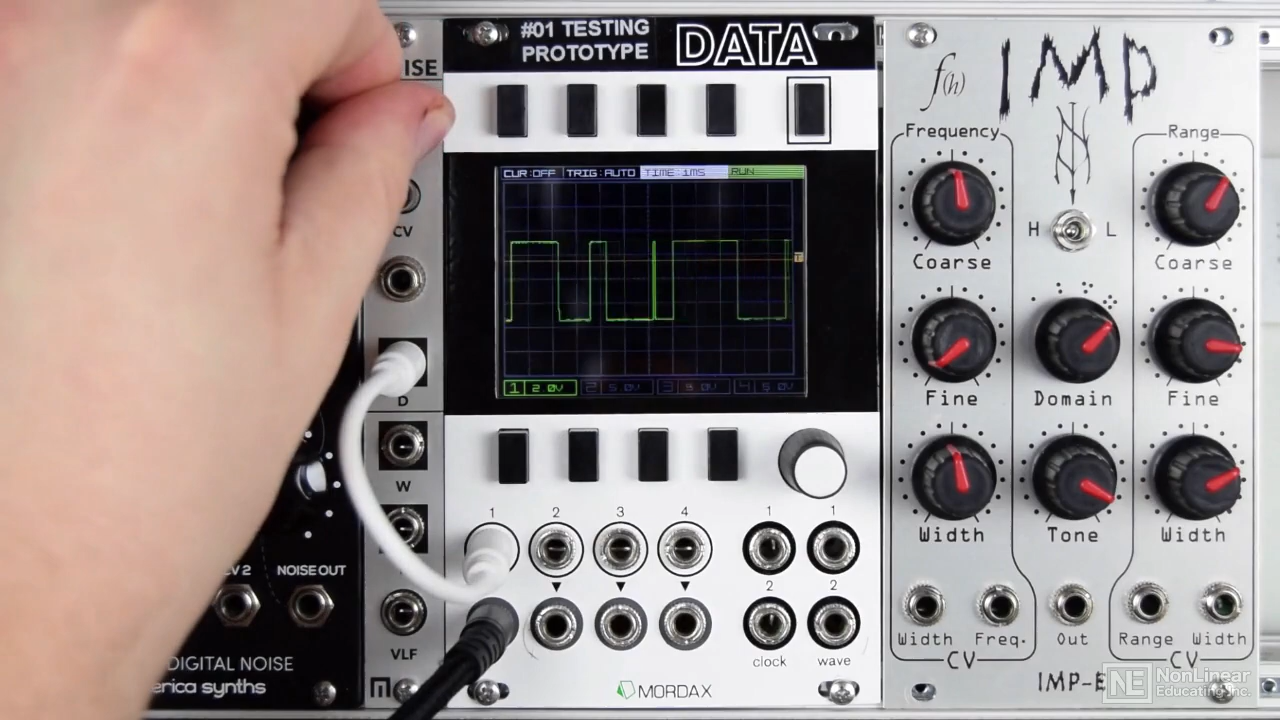 ISE
CV
D
W
VLF
CV 2
NOISE OUT
DIGITAL NOISE
erica synths
#01 TESTING
PROTOTYPE
DATA
CUR:OFF TRIG:AUTO TIME:1MS RUN
T
1 2.0V 2 5.0V 3 5.0V 4 5.0V
1 2 3 4 1 1
2 2
clock wave
MORDAX
f(h) IMP
Frequency Range
H L
Coarse Coarse
Fine Domain Fine
Width Tone Width
Width Freq. Out Range Width
CV CV
IMP-E
NE NonLinear
Educating Inc.